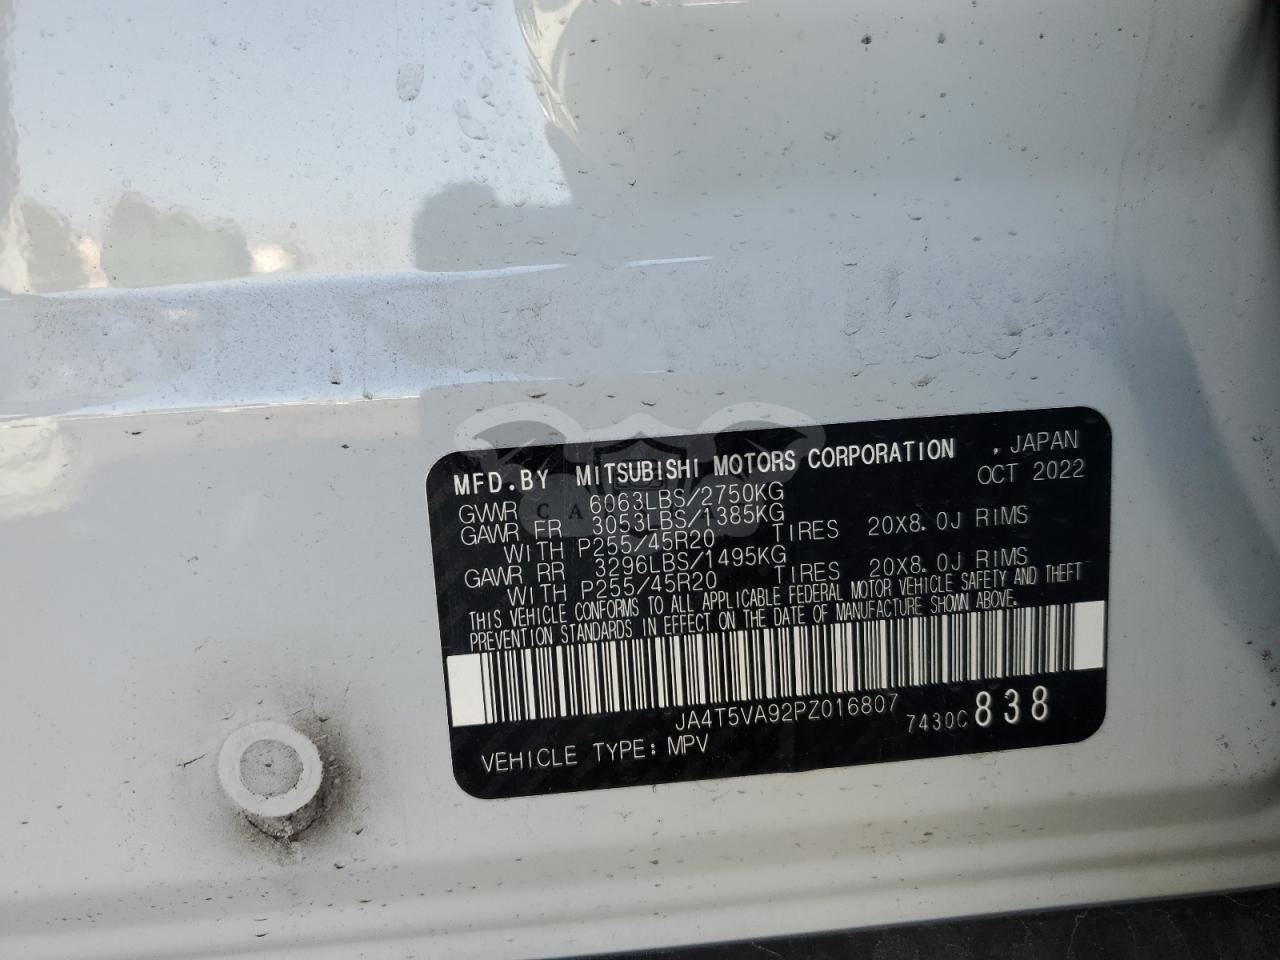 MFD.BY MITSUBISHI MOTORS CORPORATION , JAPAN
OCT 2022
GVWR 6063LBS/2750KG
GAWR FR 3053LBS/1385KG
WITH P255/45R20 TIRES 20X8.0J RIMS
GAWR RR 3296LBS/1495KG
WITH P255/45R20 TIRES 20X8.0J RIMS
THIS VEHICLE CONFORMS TO ALL APPLICABLE FEDERAL MOTOR VEHICLE SAFETY AND THEFT
PREVENTION STANDARDS IN EFFECT ON THE DATE OF MANUFACTURE SHOWN ABOVE.
JA4T5VA92PZ016807 7430C 838
VEHICLE TYPE: MPV